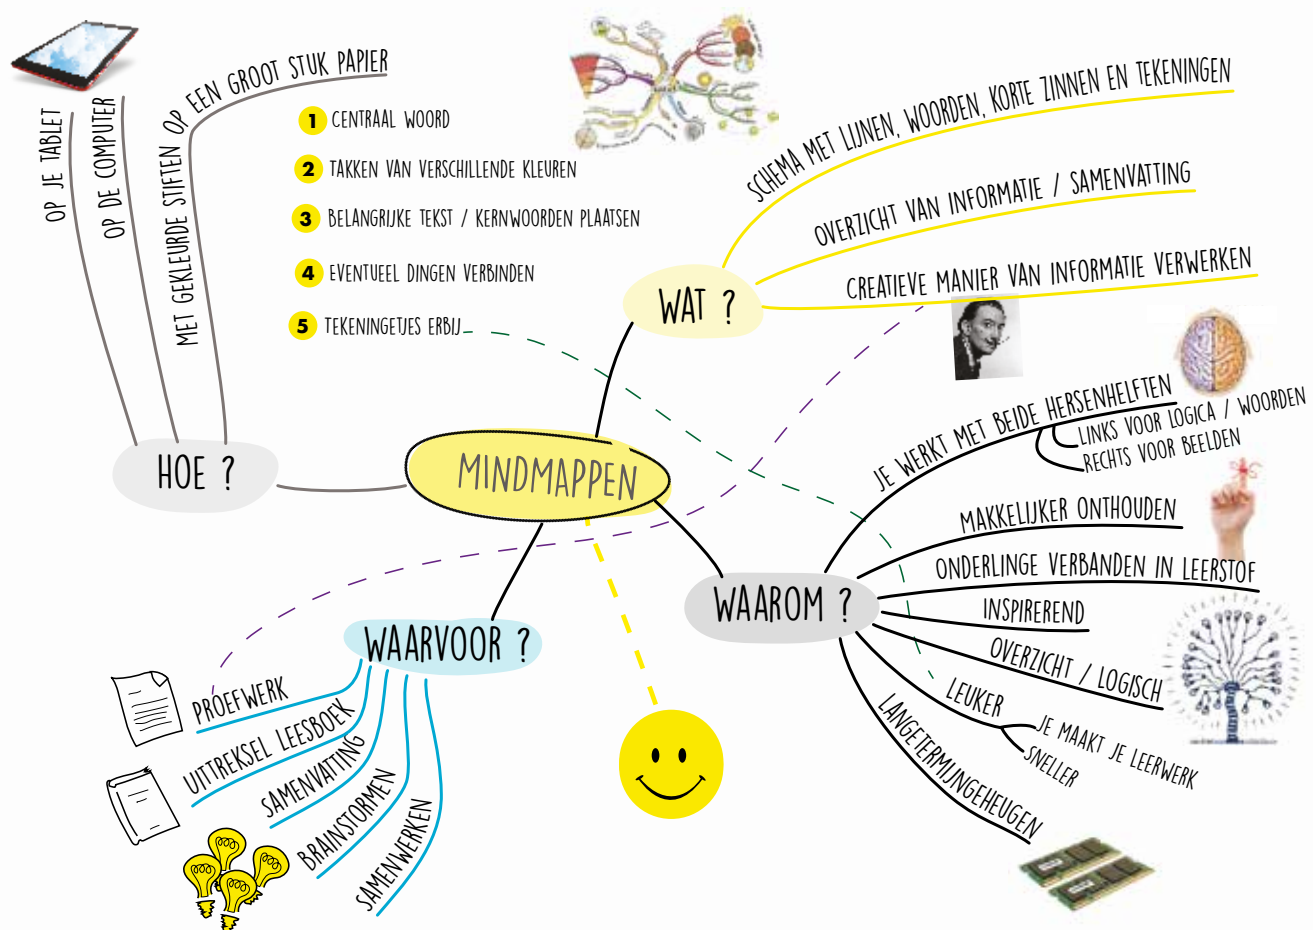 MINDMAPPEN
HOE ?
OP JE TABLET
OP DE COMPUTER
MET GEKLEURDE STIFTEN OP EEN GROOT STUK PAPIER
1 CENTRAAL WOORD
2 TAKKEN VAN VERSCHILLENDE KLEUREN
3 BELANGRIJKE TEKST / KERNWOORDEN PLAATSEN
4 EVENTUEEL DINGEN VERBINDEN
5 TEKENINGETJES ERBIJ
WAT ?
SCHEMA MET LIJNEN, WOORDEN, KORTE ZINNEN EN TEKENINGEN
OVERZICHT VAN INFORMATIE / SAMENVATTING
CREATIEVE MANIER VAN INFORMATIE VERWERKEN
WAAROM ?
JE WERKT MET BEIDE HERSENHELFTEN
LINKS VOOR LOGICA / WOORDEN
RECHTS VOOR BEELDEN
MAKKELIJKER ONTHOUDEN
ONDERLINGE VERBANDEN IN LEERSTOF
INSPIREREND
OVERZICHT / LOGISCH
LEUKER
JE MAAKT JE LEERWERK
SNELLER
LANGETERMIJNGEHEUGEN
WAARVOOR ?
PROEFWERK
UITTREKSEL LEESBOEK
SAMENVATTING
BRAINSTORMEN
SAMENWERKEN